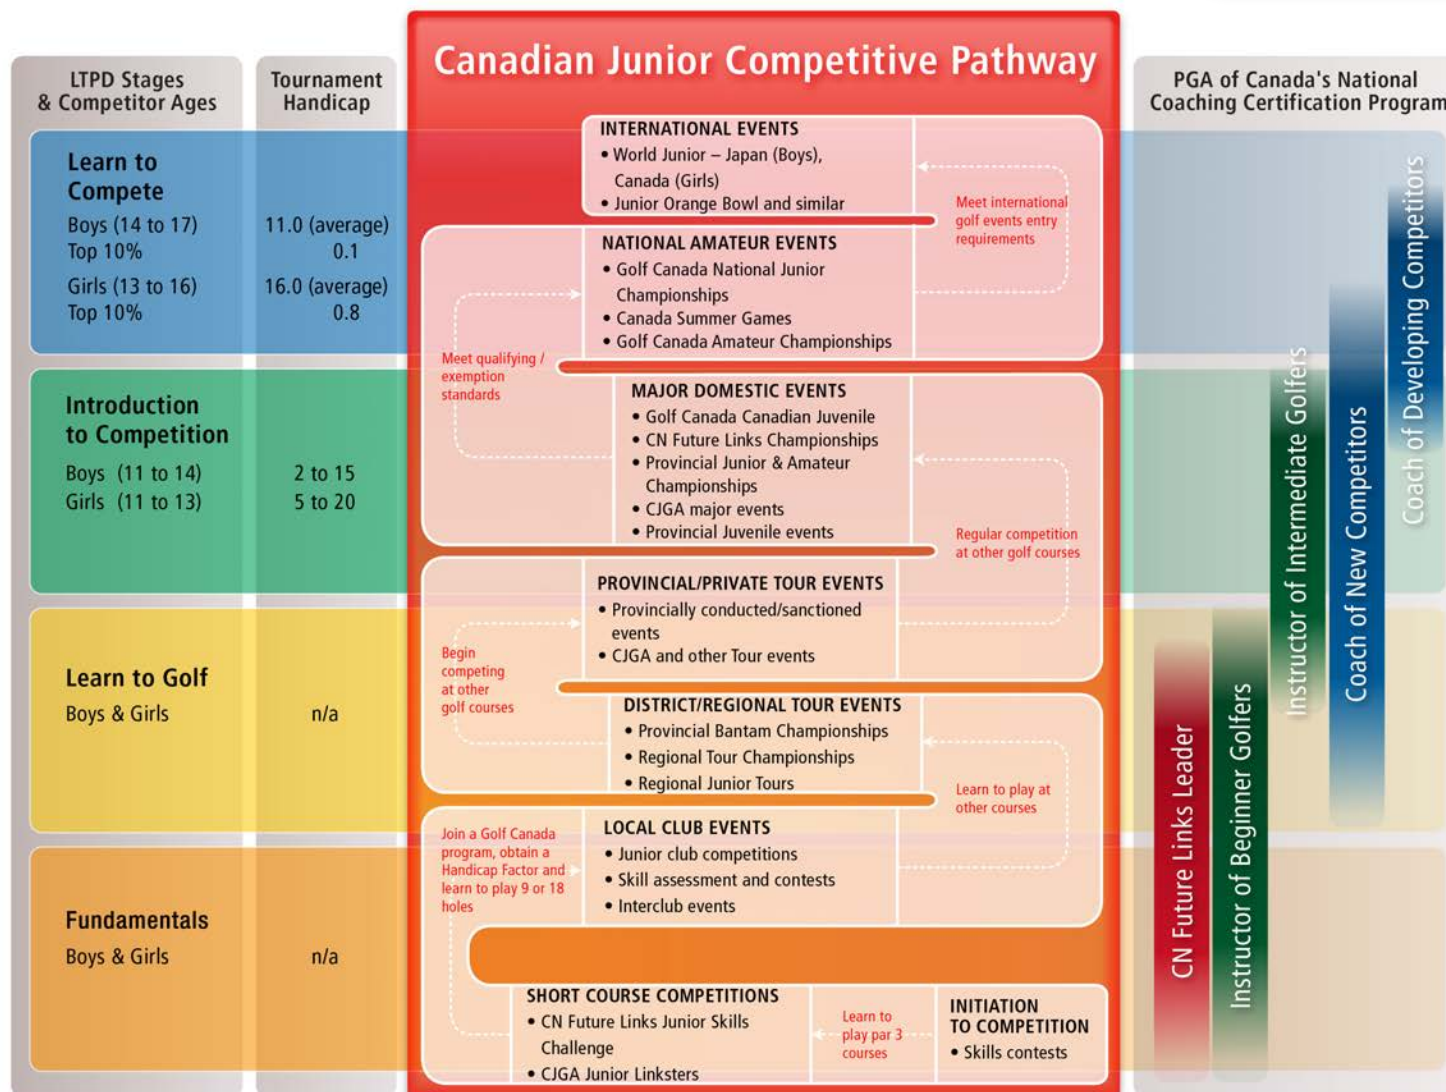 Canadian Junior Competitive Pathway
LTPD Stages
& Competitor Ages
Tournament
Handicap
PGA of Canada's National
Coaching Certification Program
Learn to
Compete
Boys (14 to 17)
11.0 (average)
Top 10%
0.1
Girls (13 to 16)
16.0 (average)
Top 10%
0.8
Introduction
to Competition
Boys (11 to 14)
2 to 15
Girls (11 to 13)
5 to 20
Learn to Golf
Boys & Girls
n/a
Fundamentals
Boys & Girls
n/a
INTERNATIONAL EVENTS
• World Junior – Japan (Boys),
Canada (Girls)
• Junior Orange Bowl and similar
Meet international
golf events entry
requirements
NATIONAL AMATEUR EVENTS
• Golf Canada National Junior
Championships
• Canada Summer Games
• Golf Canada Amateur Championships
Meet qualifying /
exemption
standards
MAJOR DOMESTIC EVENTS
• Golf Canada Canadian Juvenile
• CN Future Links Championships
• Provincial Junior & Amateur
Championships
• CJGA major events
• Provincial Juvenile events
Regular competition
at other golf courses
PROVINCIAL/PRIVATE TOUR EVENTS
• Provincially conducted/sanctioned
events
• CJGA and other Tour events
Begin
competing
at other
golf courses
DISTRICT/REGIONAL TOUR EVENTS
• Provincial Bantam Championships
• Regional Tour Championships
• Regional Junior Tours
Learn to play at
other courses
LOCAL CLUB EVENTS
• Junior club competitions
• Skill assessment and contests
• Interclub events
Join a Golf Canada
program, obtain a
Handicap Factor and
learn to play 9 or 18
holes
SHORT COURSE COMPETITIONS
• CN Future Links Junior Skills
Challenge
• CJGA Junior Linksters
Learn to
play par 3
courses
INITIATION
TO COMPETITION
• Skills contests
CN Future Links Leader
Instructor of Beginner Golfers
Instructor of Intermediate Golfers
Coach of New Competitors
Coach of Developing Competitors